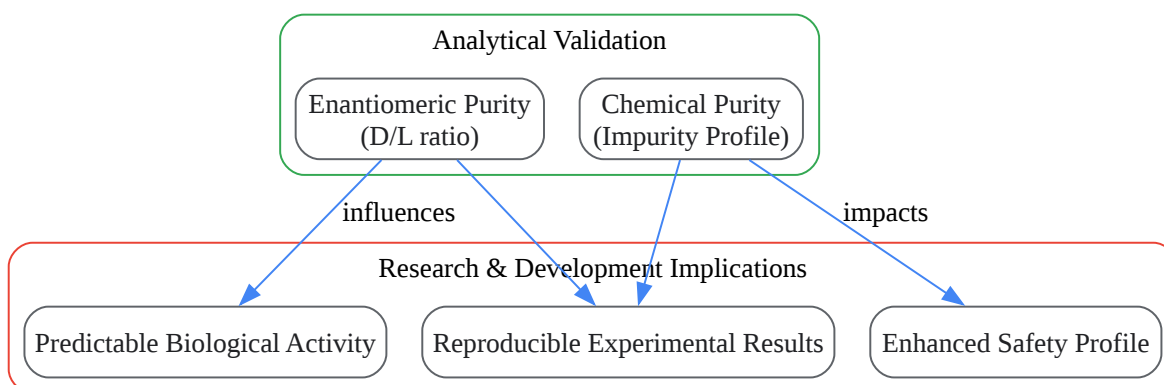 Analytical Validation
Enantiomeric Purity
(D/L ratio)
Chemical Purity
(Impurity Profile)
influences
impacts
Research & Development Implications
Predictable Biological Activity
Reproducible Experimental Results
Enhanced Safety Profile